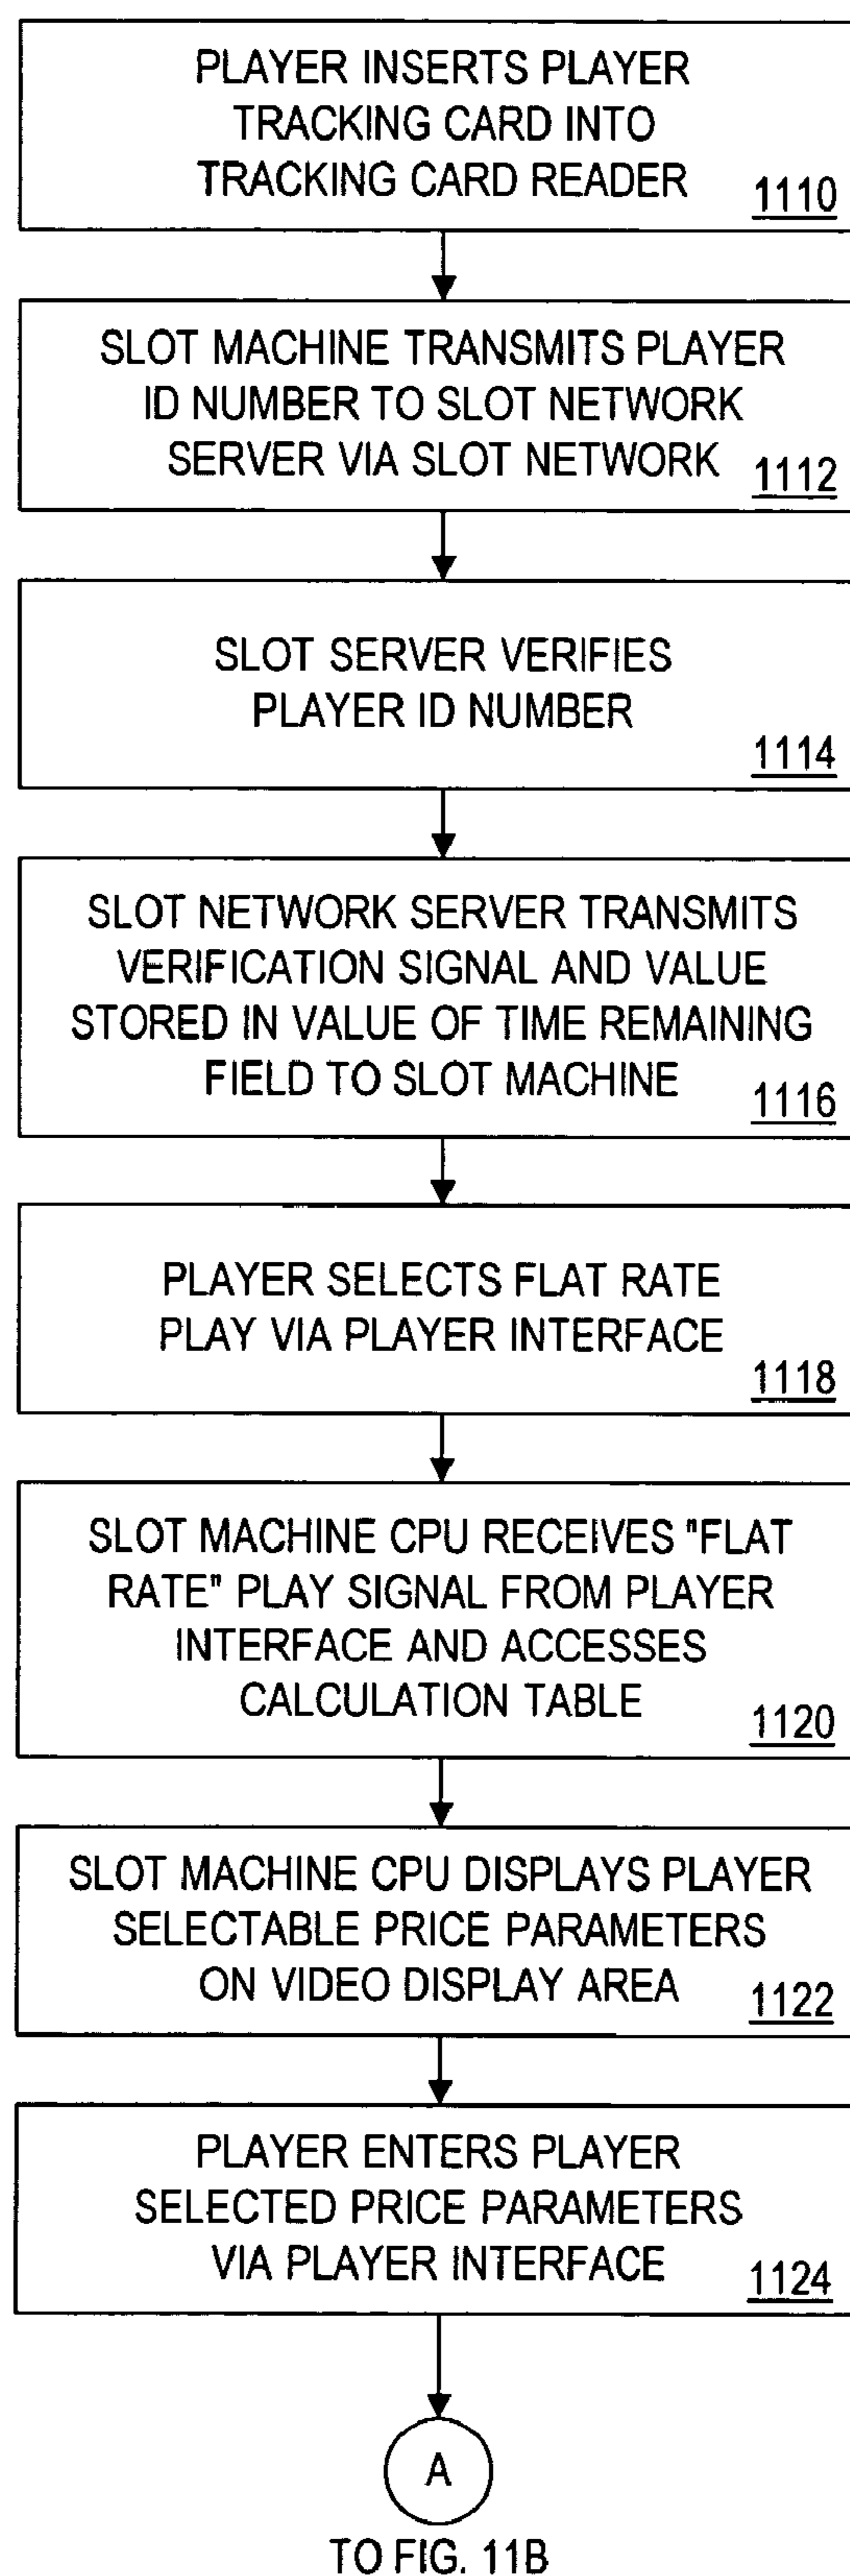 PLAYER INSERTS PLAYER
TRACKING CARD INTO
TRACKING CARD READER
1110
SLOT MACHINE TRANSMITS PLAYER
ID NUMBER TO SLOT NETWORK
SERVER VIA SLOT NETWORK
1112
SLOT SERVER VERIFIES
PLAYER ID NUMBER
1114
SLOT NETWORK SERVER TRANSMITS
VERIFICATION SIGNAL AND VALUE
STORED IN VALUE OF TIME REMAINING
FIELD TO SLOT MACHINE
1116
PLAYER SELECTS FLAT RATE
PLAY VIA PLAYER INTERFACE
1118
SLOT MACHINE CPU RECEIVES "FLAT
RATE" PLAY SIGNAL FROM PLAYER
INTERFACE AND ACCESSES
CALCULATION TABLE
1120
SLOT MACHINE CPU DISPLAYS PLAYER
SELECTABLE PRICE PARAMETERS
ON VIDEO DISPLAY AREA
1122
PLAYER ENTERS PLAYER
SELECTED PRICE PARAMETERS
VIA PLAYER INTERFACE
1124
A
TO FIG. 11B